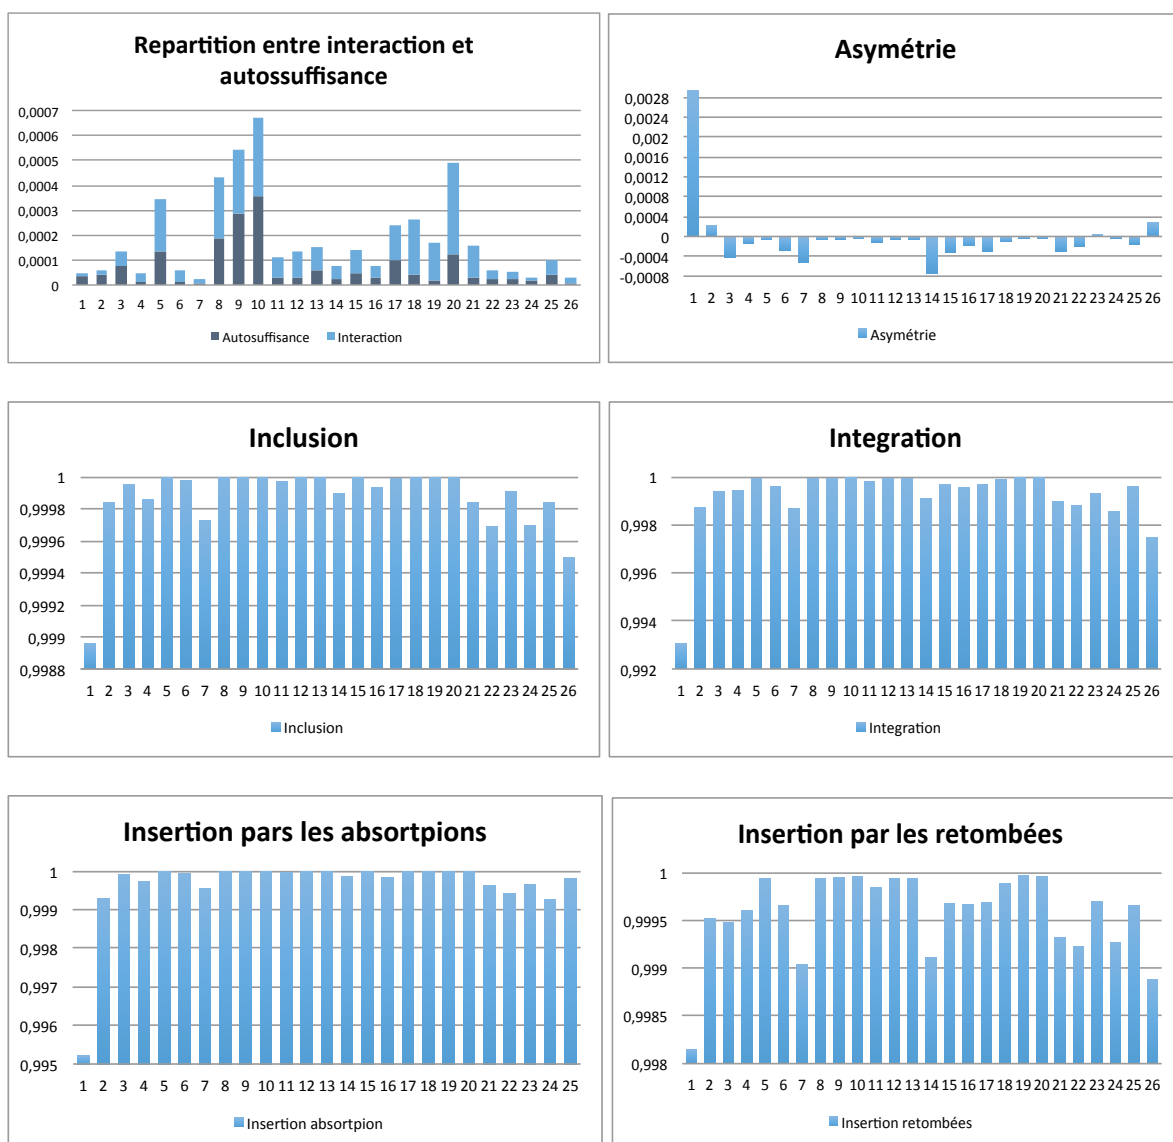 Repartition entre interaction et
autossuffisance
0,0007
0,0006
0,0005
0,0004
0,0003
0,0002
0,0001
0
1 2 3 4 5 6 7 8 9 10 11 12 13 14 15 16 17 18 19 20 21 22 23 24 25 26
Autosuffisance Interaction
Asymétrie
0,0028
0,0024
0,002
0,0016
0,0012
0,0008
0,0004
0
-0,0004
-0,0008
1 2 3 4 5 6 7 8 9 10 11 12 13 14 15 16 17 18 19 20 21 22 23 24 25 26
Asymétrie
Inclusion
1
0,9998
0,9996
0,9994
0,9992
0,999
0,9988
1 2 3 4 5 6 7 8 9 10 11 12 13 14 15 16 17 18 19 20 21 22 23 24 25 26
Inclusion
Integration
1
0,998
0,996
0,994
0,992
1 2 3 4 5 6 7 8 9 10 11 12 13 14 15 16 17 18 19 20 21 22 23 24 25 26
Integration
Insertion pars les absortpions
1
0,999
0,998
0,997
0,996
0,995
1 2 3 4 5 6 7 8 9 10 11 12 13 14 15 16 17 18 19 20 21 22 23 24 25
Insertion absortpion
Insertion par les retombées
1
0,9995
0,999
0,9985
0,998
1 2 3 4 5 6 7 8 9 10 11 12 13 14 15 16 17 18 19 20 21 22 23 24 25 26
Insertion retombées